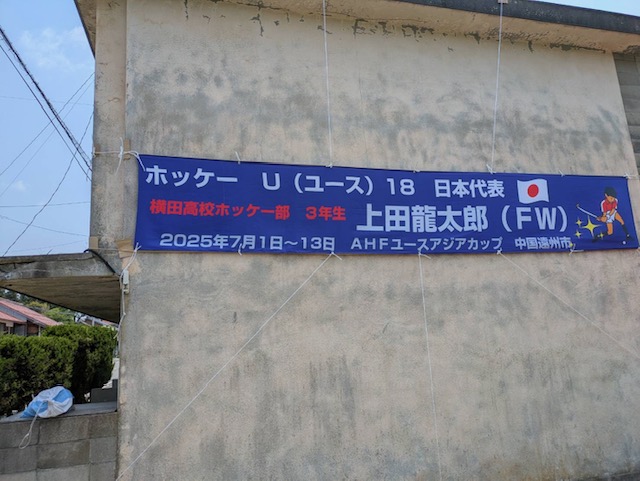 ホッケー U(ユース)18 日本代表
横田高校ホッケー部 3年生 上田龍太郎(FW)
2025年7月1日〜13日 AHFユースアジアカップ 中国達州市